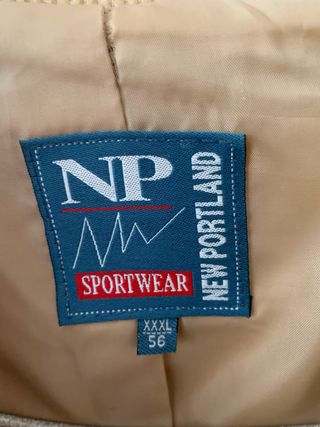 NP
SPORTWEAR
NEW PORTLAND
XXXL
56